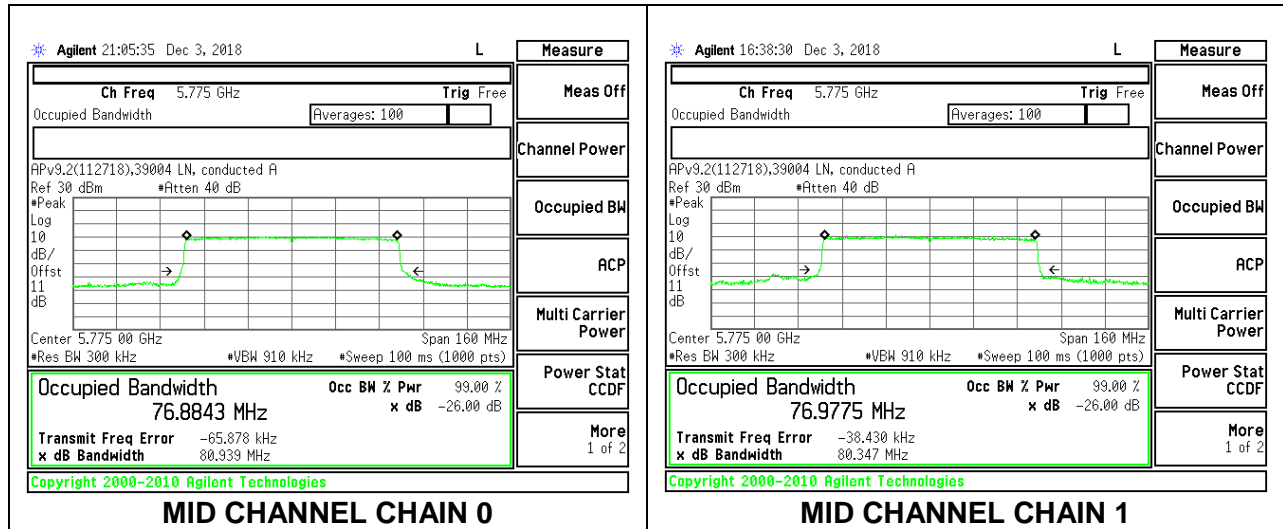 Agilent 21:05:35 Dec 3, 2018 L
Measure
Ch Freq 5.775 GHz Trig Free
Occupied Bandwidth Averages: 100
APv9.2(112718),39004 LN, conducted A
Ref 30 dBm #Atten 40 dB
#Peak
Log
10
dB/
Offst
11
dB
Center 5.775 00 GHz Span 160 MHz
#Res BW 300 kHz #VBW 910 kHz #Sweep 100 ms (1000 pts)
Occupied Bandwidth Occ BW % Pwr 99.00 %
76.8843 MHz x dB -26.00 dB
Transmit Freq Error -65.878 kHz
x dB Bandwidth 80.939 MHz
Copyright 2000-2010 Agilent Technologies
Meas Off
Channel Power
Occupied BW
ACP
Multi Carrier
Power
Power Stat
CCDF
More
1 of 2
MID CHANNEL CHAIN 0
Agilent 16:38:30 Dec 3, 2018 L
Measure
Ch Freq 5.775 GHz Trig Free
Occupied Bandwidth Averages: 100
APv9.2(112718),39004 LN, conducted A
Ref 30 dBm #Atten 40 dB
#Peak
Log
10
dB/
Offst
11
dB
Center 5.775 00 GHz Span 160 MHz
#Res BW 300 kHz #VBW 910 kHz #Sweep 100 ms (1000 pts)
Occupied Bandwidth Occ BW % Pwr 99.00 %
76.9775 MHz x dB -26.00 dB
Transmit Freq Error -38.430 kHz
x dB Bandwidth 80.347 MHz
Copyright 2000-2010 Agilent Technologies
Meas Off
Channel Power
Occupied BW
ACP
Multi Carrier
Power
Power Stat
CCDF
More
1 of 2
MID CHANNEL CHAIN 1